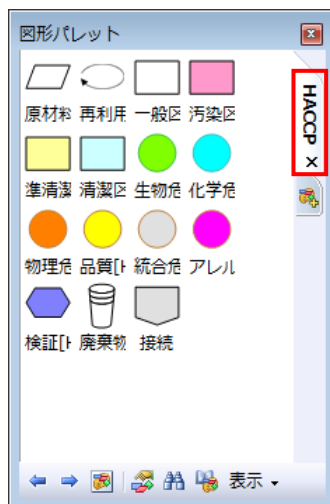 図形パレット
原材料 再利用 一般区 汚染区
準清潔 清潔区 生物危 化学危
物理危 品質[H 統合危 アレル
検証[H 廃棄物 接続
HACCP ×
表示